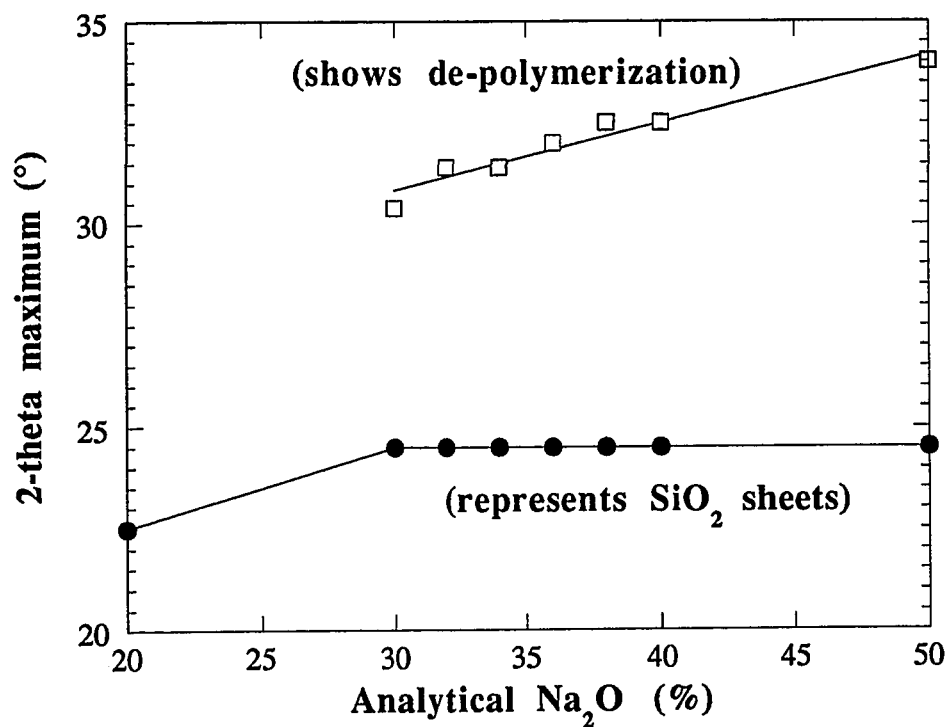 35
(shows de-polymerization)
30
2-theta maximum (°)
25
(represents SiO₂ sheets)
20
20 25 30 35 40 45 50
Analytical Na₂O (%)